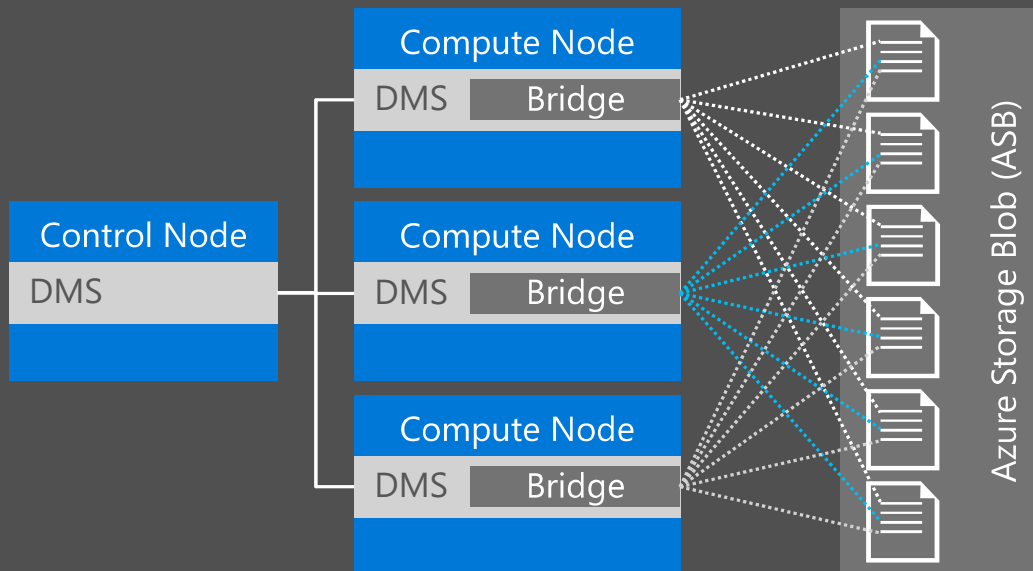 Control Node
DMS
Compute Node
DMS Bridge
Compute Node
DMS Bridge
Compute Node
DMS Bridge
Azure Storage Blob (ASB)